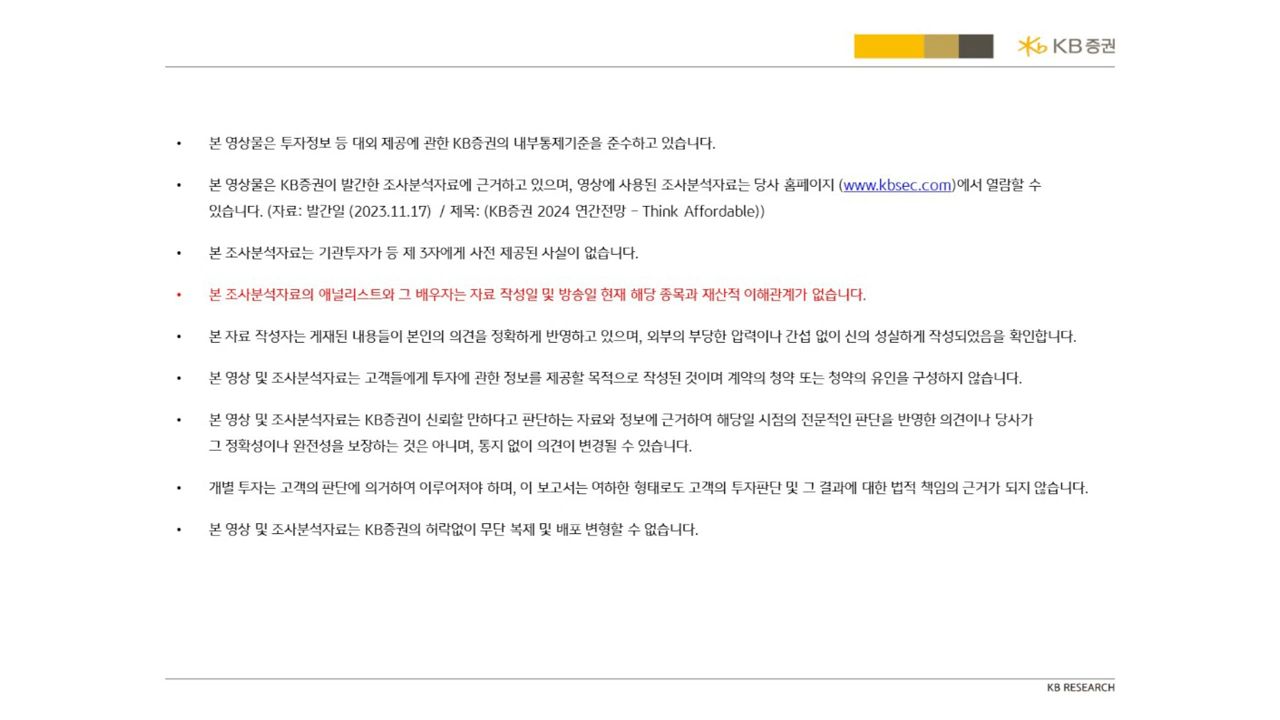 KB증권
• 본 영상물은 투자정보 등 대외 제공에 관한 KB증권의 내부통제기준을 준수하고 있습니다.
• 본 영상물은 KB증권이 발간한 조사분석자료에 근거하고 있으며, 영상에 사용된 조사분석자료는 당사 홈페이지 (www.kbsec.com)에서 열람할 수
있습니다. (자료: 발간일 (2023.11.17) / 제목: (KB증권 2024 연간전망 – Think Affordable))
• 본 조사분석자료는 기관투자가 등 제 3자에게 사전 제공된 사실이 없습니다.
• 본 조사분석자료의 애널리스트와 그 배우자는 자료 작성일 및 방송일 현재 해당 종목과 재산적 이해관계가 없습니다.
• 본 자료 작성자는 게재된 내용들이 본인의 의견을 정확하게 반영하고 있으며, 외부의 부당한 압력이나 간섭 없이 신의 성실하게 작성되었음을 확인합니다.
• 본 영상 및 조사분석자료는 고객들에게 투자에 관한 정보를 제공할 목적으로 작성된 것이며 계약의 청약 또는 청약의 유인을 구성하지 않습니다.
• 본 영상 및 조사분석자료는 KB증권이 신뢰할 만하다고 판단하는 자료와 정보에 근거하여 해당일 시점의 전문적인 판단을 반영한 의견이나 당사가
그 정확성이나 완전성을 보장하는 것은 아니며, 통지 없이 의견이 변경될 수 있습니다.
• 개별 투자는 고객의 판단에 의거하여 이루어져야 하며, 이 보고서는 여하한 형태로도 고객의 투자판단 및 그 결과에 대한 법적 책임의 근거가 되지 않습니다.
• 본 영상 및 조사분석자료는 KB증권의 허락없이 무단 복제 및 배포 변형할 수 없습니다.
KB RESEARCH